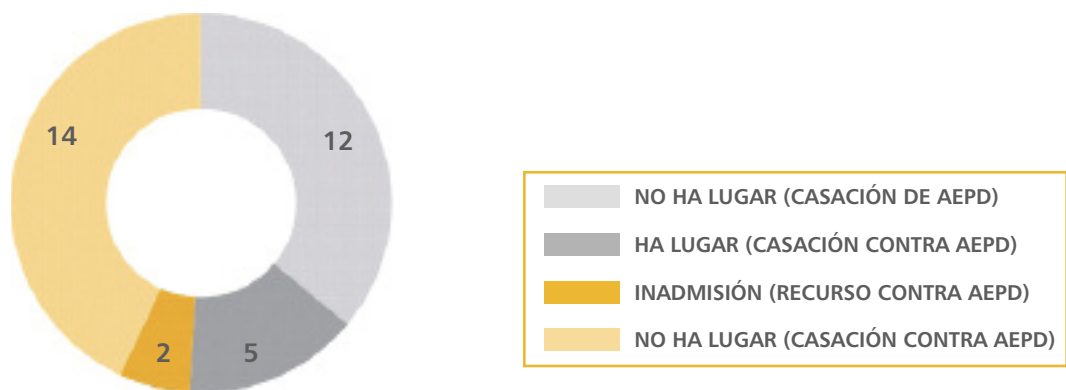 14
12
2
5
NO HA LUGAR (CASACIÓN DE AEPD)
HA LUGAR (CASACIÓN CONTRA AEPD)
INADMISIÓN (RECURSO CONTRA AEPD)
NO HA LUGAR (CASACIÓN CONTRA AEPD)